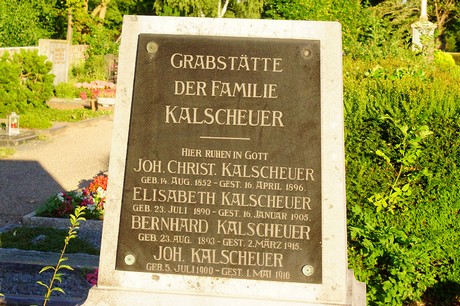 GRABSTÄTTE
DER FAMILIE
KALSCHEUER
HIER RUHEN IN GOTT
JOH. CHRIST. KALSCHEUER
GEB. 14. AUG. 1852 - GEST. 16. APRIL 1896.
ELISABETH KALSCHEUER
GEB. 23. JULI 1890 - GEST. 16. JANUAR 1905.
BERNHARD KALSCHEUER
GEB. 23. AUG. 1893 - GEST. 2. MÄRZ 1915.
JOH. KALSCHEUER
GEB. 5. JULI 1900 - GEST. 1. MAI